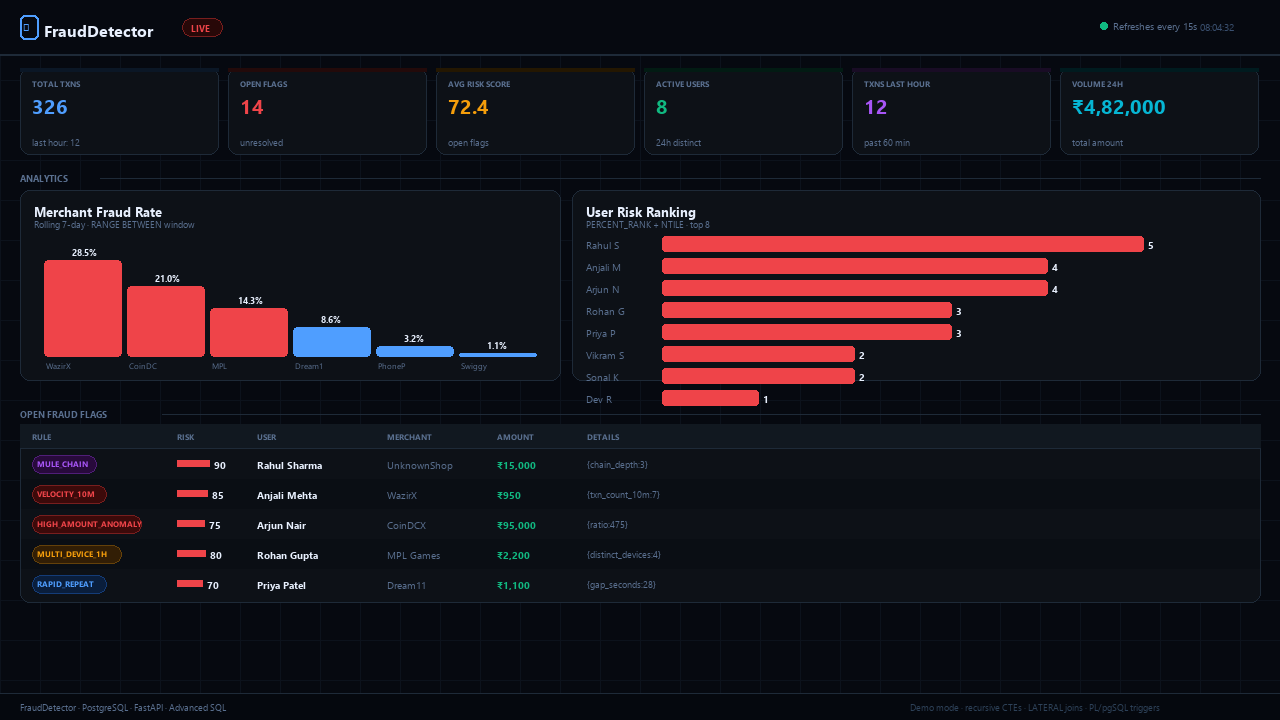 FraudDetector LIVE Refreshes every 15s 08:04:32
TOTAL TXNS OPEN FLAGS AVG RISK SCORE ACTIVE USERS TXNS LAST HOUR VOLUME 24H
326 14 72.4 8 12 ₹4,82,000
last hour: 12 unresolved open flags 24h distinct past 60 min total amount
ANALYTICS
Merchant Fraud Rate
Rolling 7-day · RANGE BETWEEN window
28.5%
21.0%
14.3%
8.6%
3.2%
1.1%
WazirX CoinDC MPL Dream1 PhoneP Swiggy
User Risk Ranking
PERCENT_RANK + NTILE · top 8
Rahul S 5
Anjali M 4
Arjun N 4
Rohan G 3
Priya P 3
Vikram S 2
Sonal K 2
Dev R 1
OPEN FRAUD FLAGS
RULE RISK USER MERCHANT AMOUNT DETAILS
MULE_CHAIN 90 Rahul Sharma UnknownShop ₹15,000 {chain_depth:3}
VELOCITY_10M 85 Anjali Mehta WazirX ₹950 {txn_count_10m:7}
HIGH_AMOUNT_ANOMALY 75 Arjun Nair CoinDCX ₹95,000 {ratio:475}
MULTI_DEVICE_1H 80 Rohan Gupta MPL Games ₹2,200 {distinct_devices:4}
RAPID_REPEAT 70 Priya Patel Dream11 ₹1,100 {gap_seconds:28}
FraudDetector · PostgreSQL · FastAPI · Advanced SQL
Demo mode · recursive CTEs · LATERAL joins · PL/pgSQL triggers